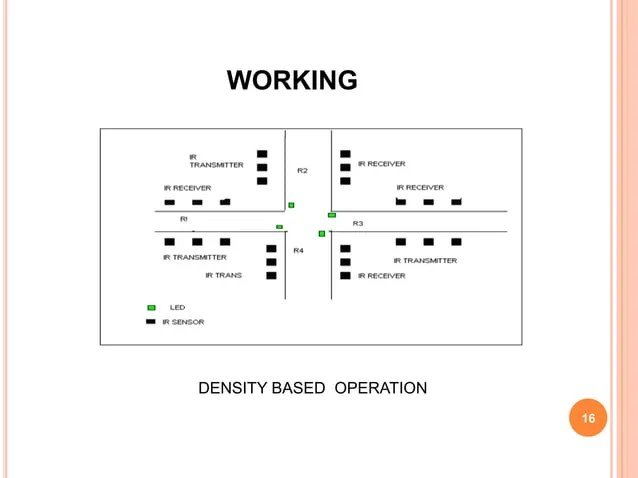 WORKING
IR
TRANSMITTER
R2
IR RECEIVER
IR RECEIVER
IR RECEIVER
R3
R4
IR TRANSMITTER
IR TRANSMITTER
IR TRANS
IR RECEIVER
LED
IR SENSOR
DENSITY BASED OPERATION
16